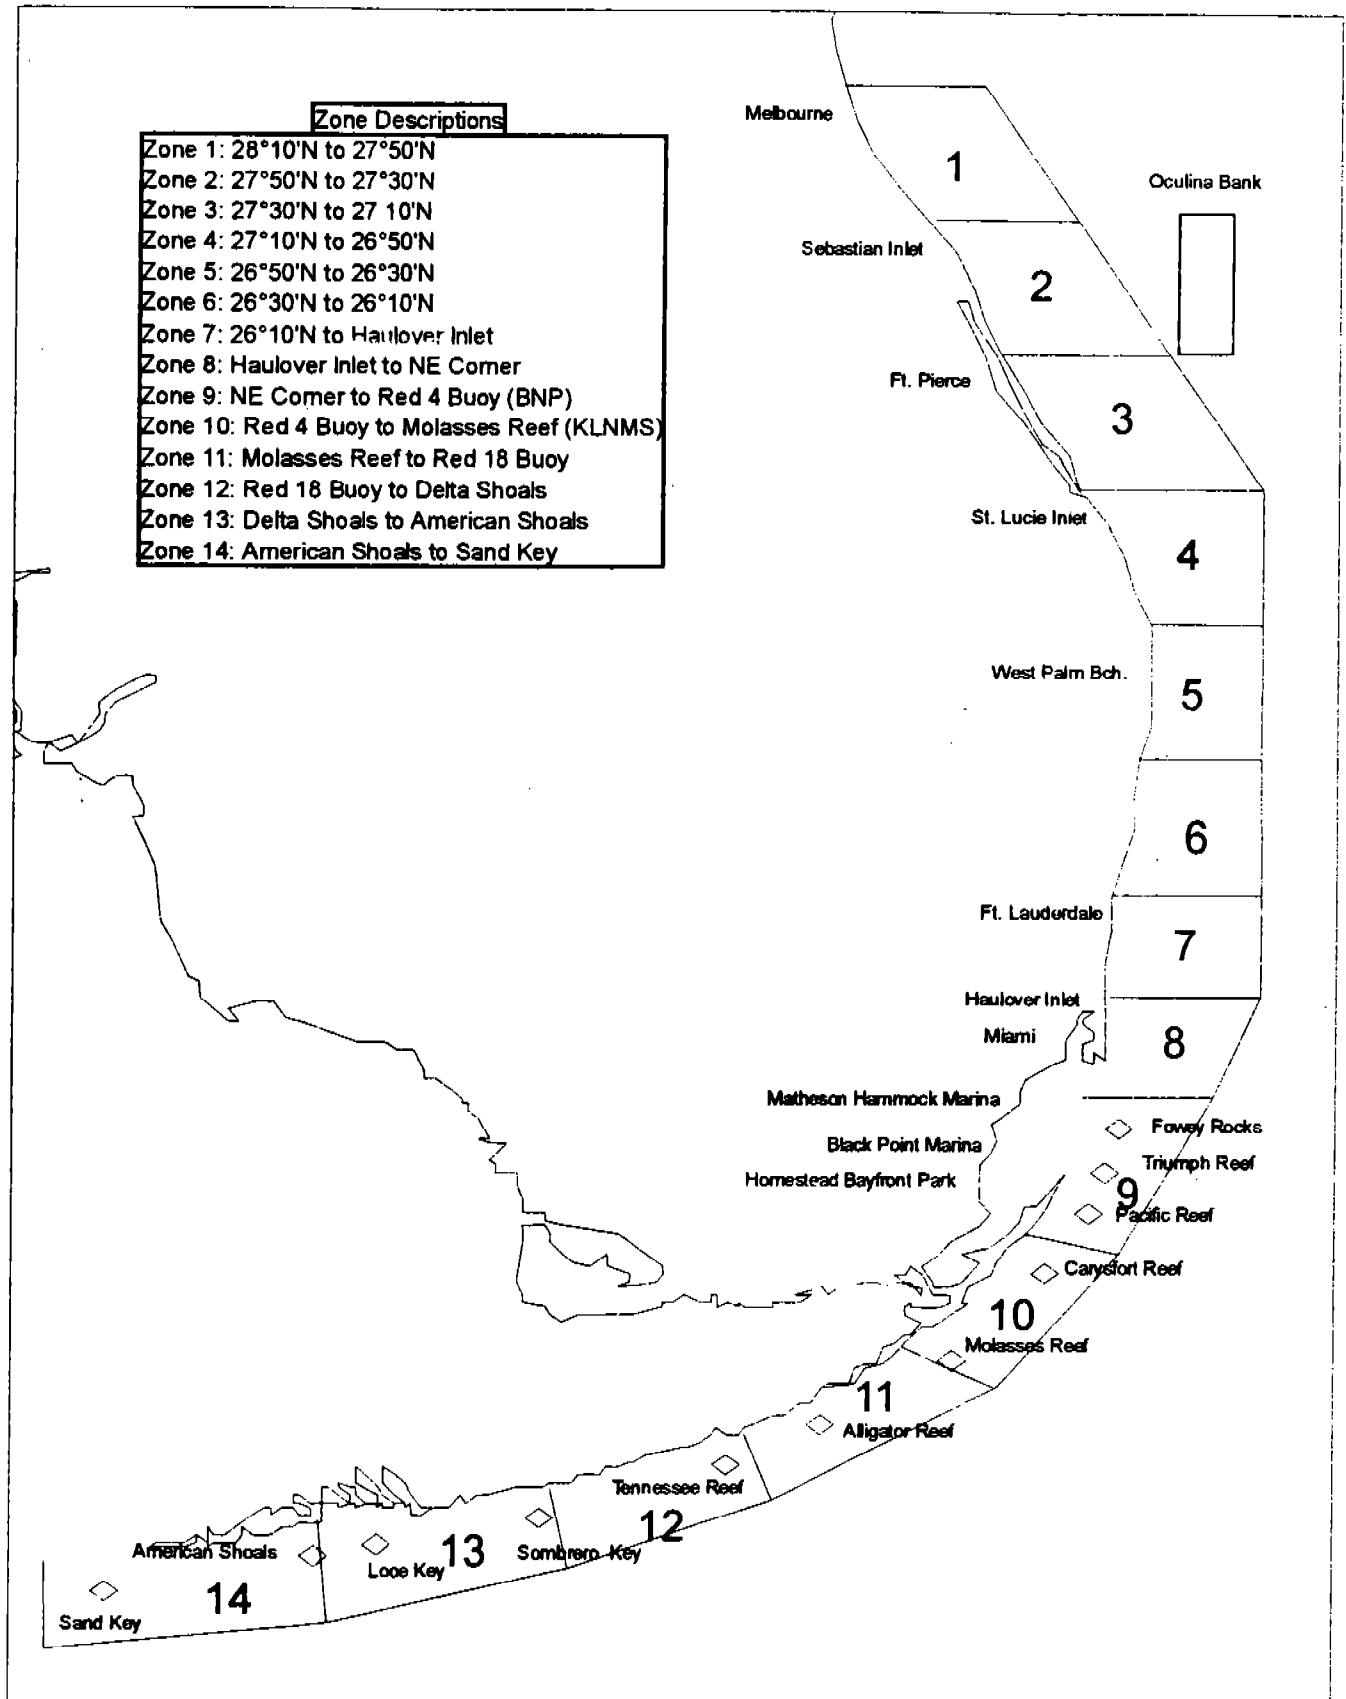 Zone Descriptions
Zone 1: 28°10'N to 27°50'N
Zone 2: 27°50'N to 27°30'N
Zone 3: 27°30'N to 27 10'N
Zone 4: 27°10'N to 26°50'N
Zone 5: 26°50'N to 26°30'N
Zone 6: 26°30'N to 26°10'N
Zone 7: 26°10'N to Haulover Inlet
Zone 8: Haulover Inlet to NE Corner
Zone 9: NE Corner to Red 4 Buoy (BNP)
Zone 10: Red 4 Buoy to Molasses Reef (KLNMS)
Zone 11: Molasses Reef to Red 18 Buoy
Zone 12: Red 18 Buoy to Delta Shoals
Zone 13: Delta Shoals to American Shoals
Zone 14: American Shoals to Sand Key
Melbourne
1
Oculina Bank
Sebastian Inlet
2
Ft. Pierce
3
St. Lucie Inlet
4
West Palm Bch.
5
6
Ft. Lauderdale
7
Haulover Inlet
Miami
8
Matheson Hammock Marina
Fowey Rocks
Black Point Marina
Triumph Reef
Homestead Bayfront Park
9
Pacific Reef
Carysfort Reef
10
Molasses Reef
11
Alligator Reef
Tennessee Reef
12
American Shoals
Looe Key
13
Sombrero Key
14
Sand Key